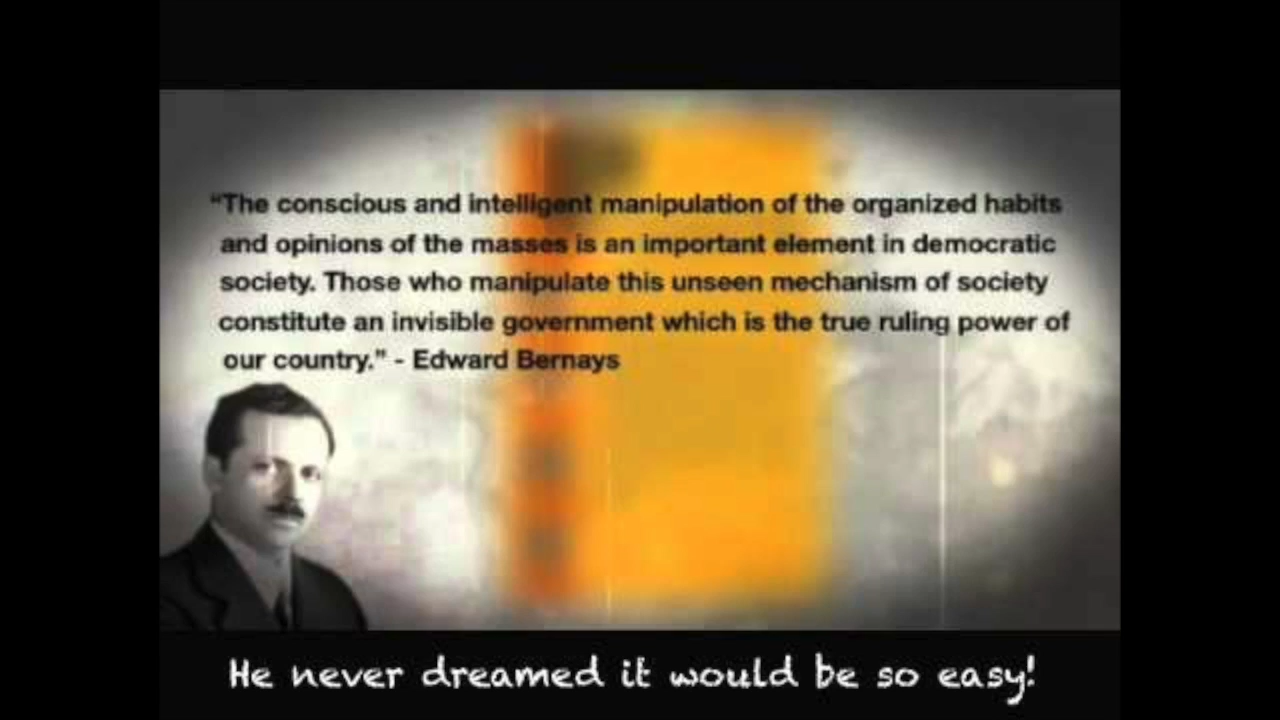 “The conscious and intelligent manipulation of the organized habits
and opinions of the masses is an important element in democratic
society. Those who manipulate this unseen mechanism of society
constitute an invisible government which is the true ruling power of
our country.” - Edward Bernays
He never dreamed it would be so easy!